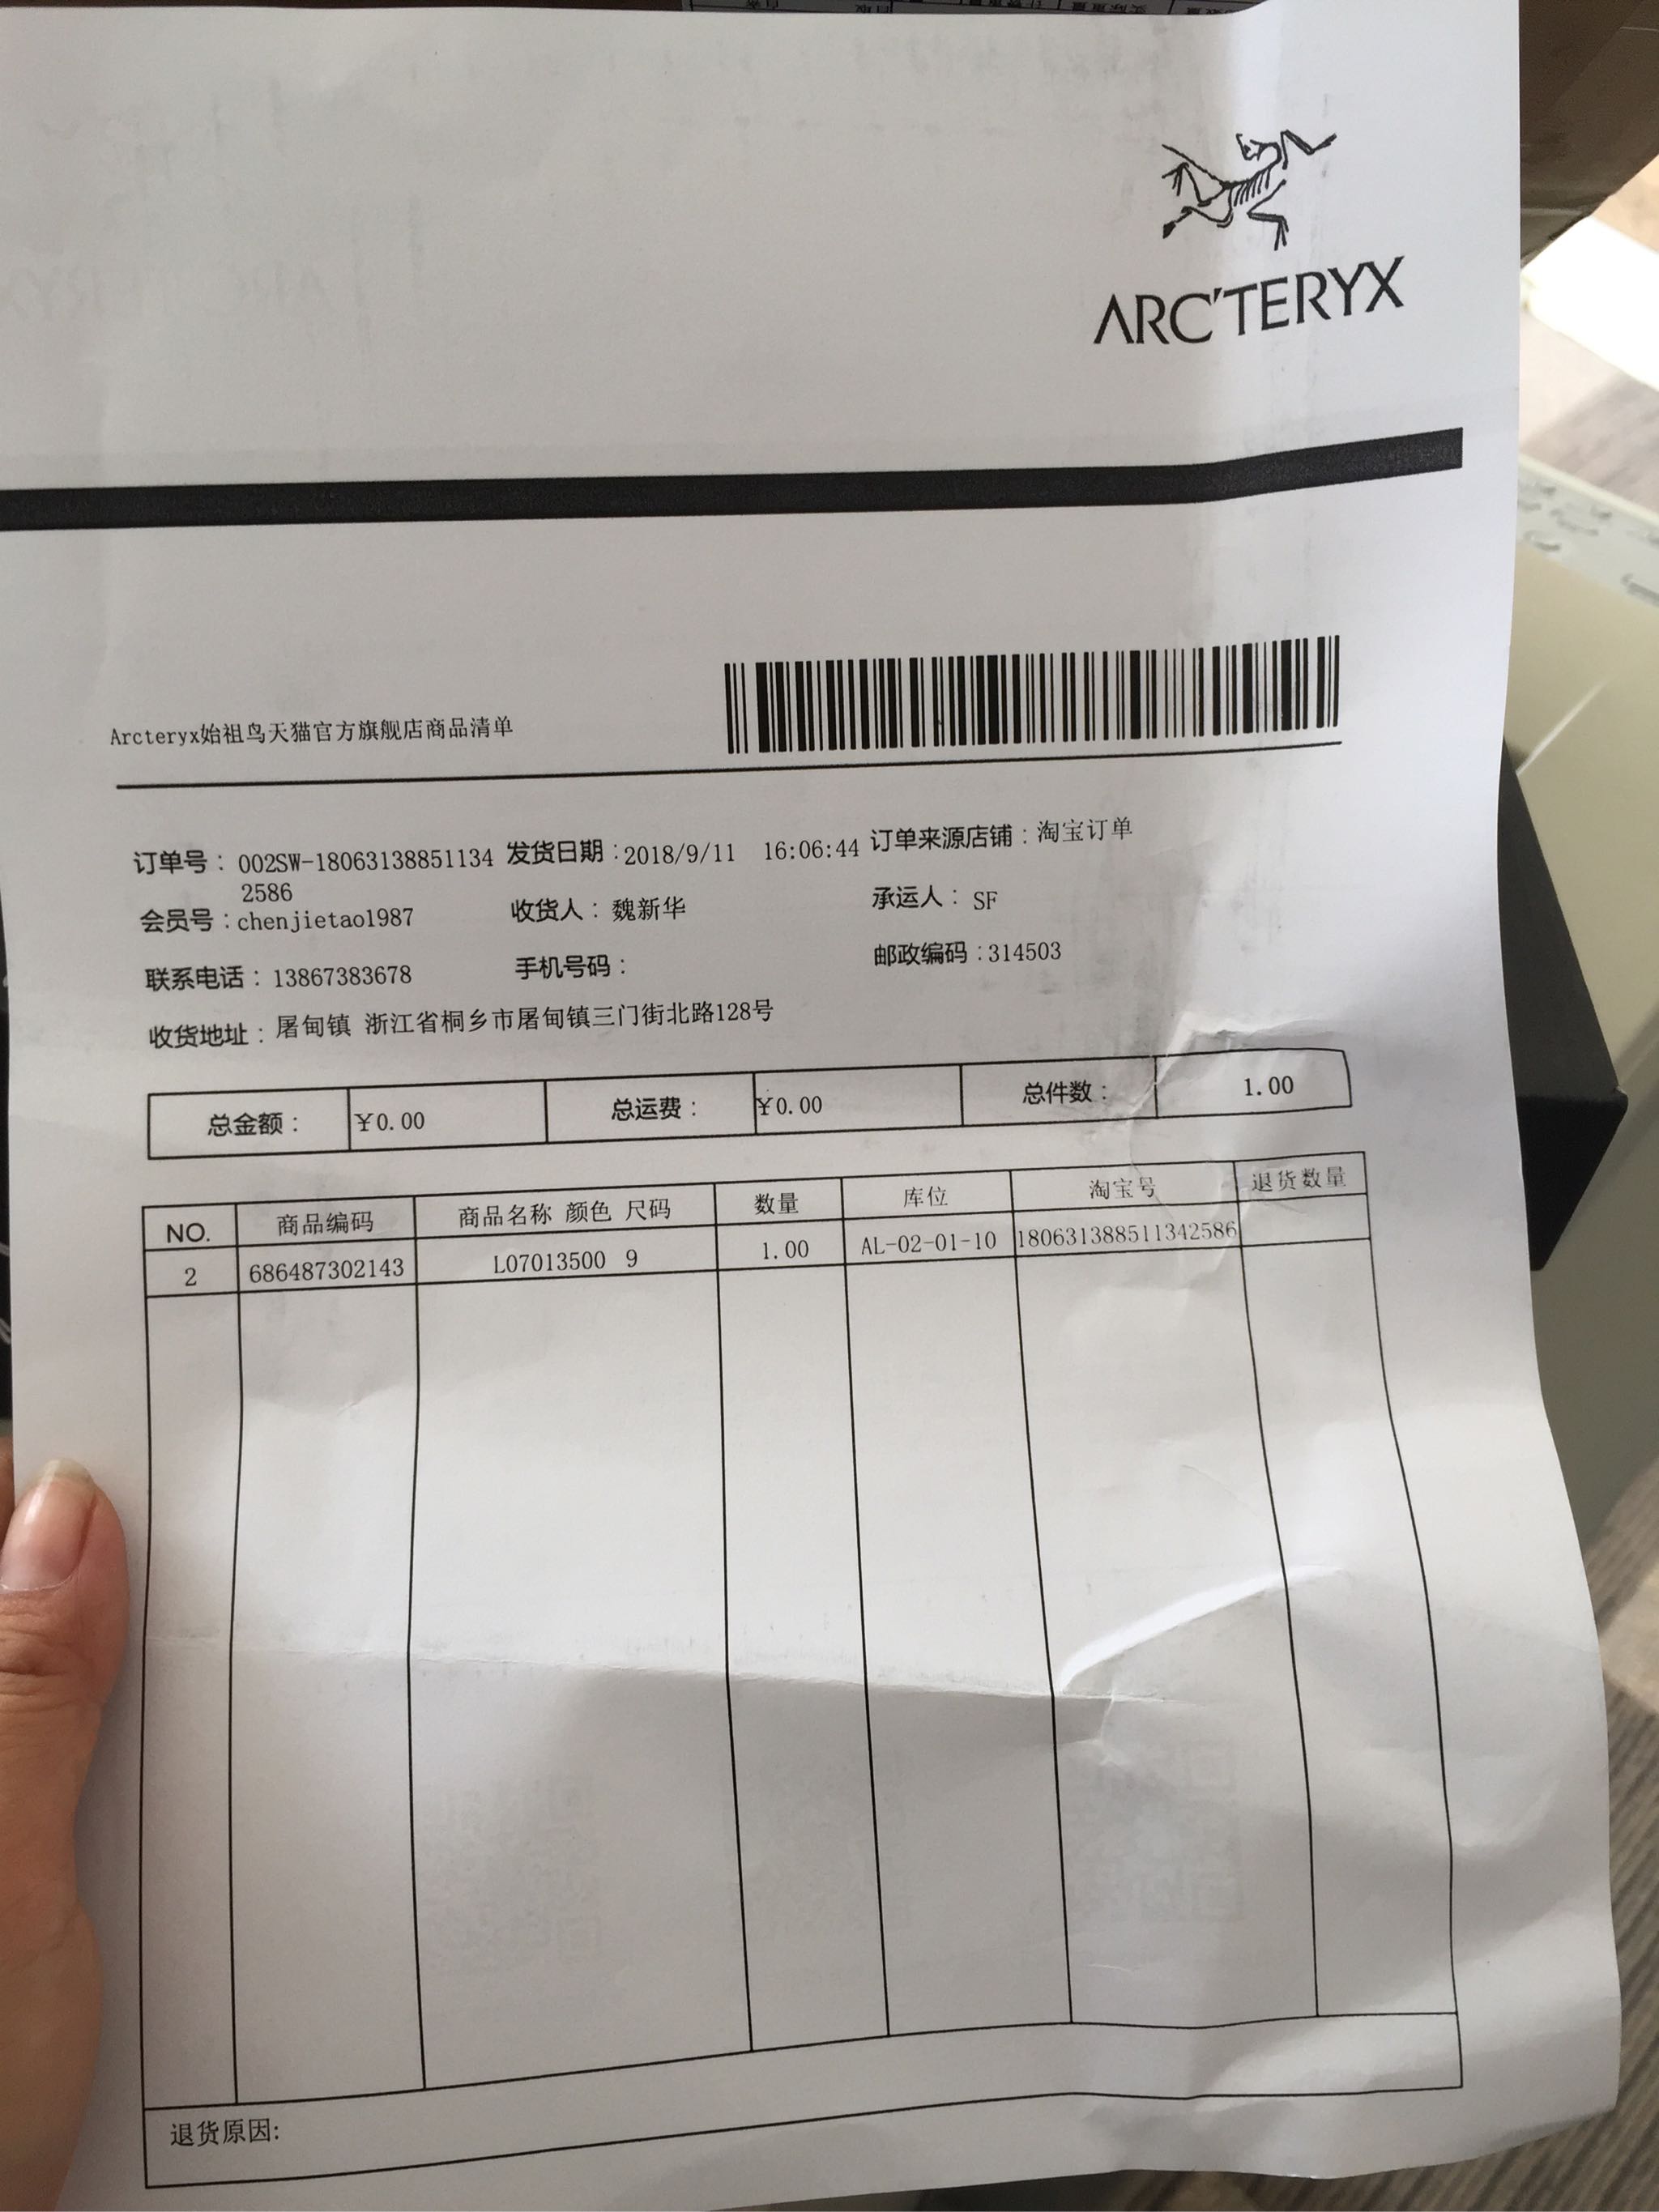 ARC'TERYX
Arcteryx始祖鸟天猫官方旗舰店商品清单
订单号： 002SW-18063138851134 发货日期：2018/9/11 16:06:44 订单来源店铺：淘宝订单
2586
会员号：chenjietao1987 收货人：魏新华 承运人： SF
联系电话：13867383678 手机号码： 邮政编码：314503
收货地址：屠甸镇 浙江省桐乡市屠甸镇三门街北路128号
总金额： ¥0.00 总运费： ¥0.00 总件数： 1.00
NO. 商品编码 商品名称 颜色 尺码 数量 库位 淘宝号 退货数量
2 686487302143 L07013500 9 1.00 AL-02-01-10 180631388511342586
退货原因: